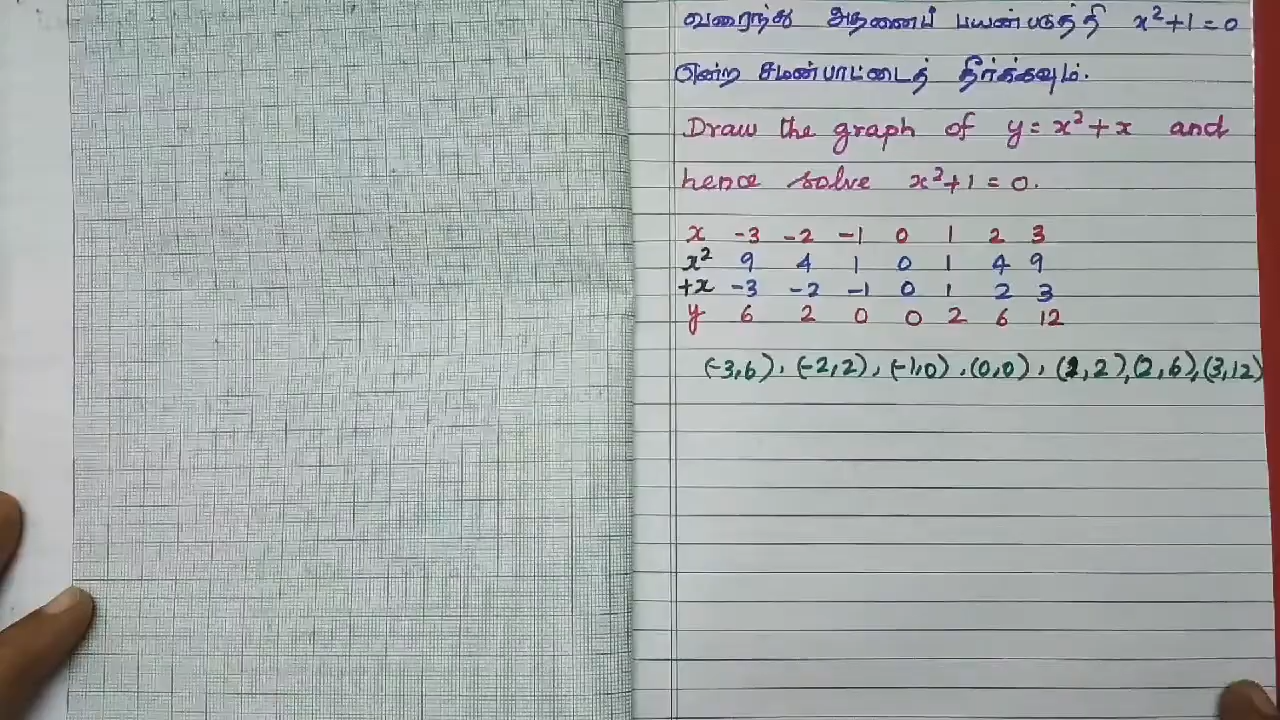 வரைந்து அதனைப் பயன்படுத்தி x²+1=0
என்ற சமன்பாட்டைத் தீர்க்கவும்.
Draw the graph of y=x²+x and
hence solve x²+1=0.
x -3 -2 -1 0 1 2 3
x² 9 4 1 0 1 4 9
+x -3 -2 -1 0 1 2 3
y 6 2 0 0 2 6 12
(-3,6), (-2,2), (-1,0), (0,0), (1,2), (2,6), (3,12)